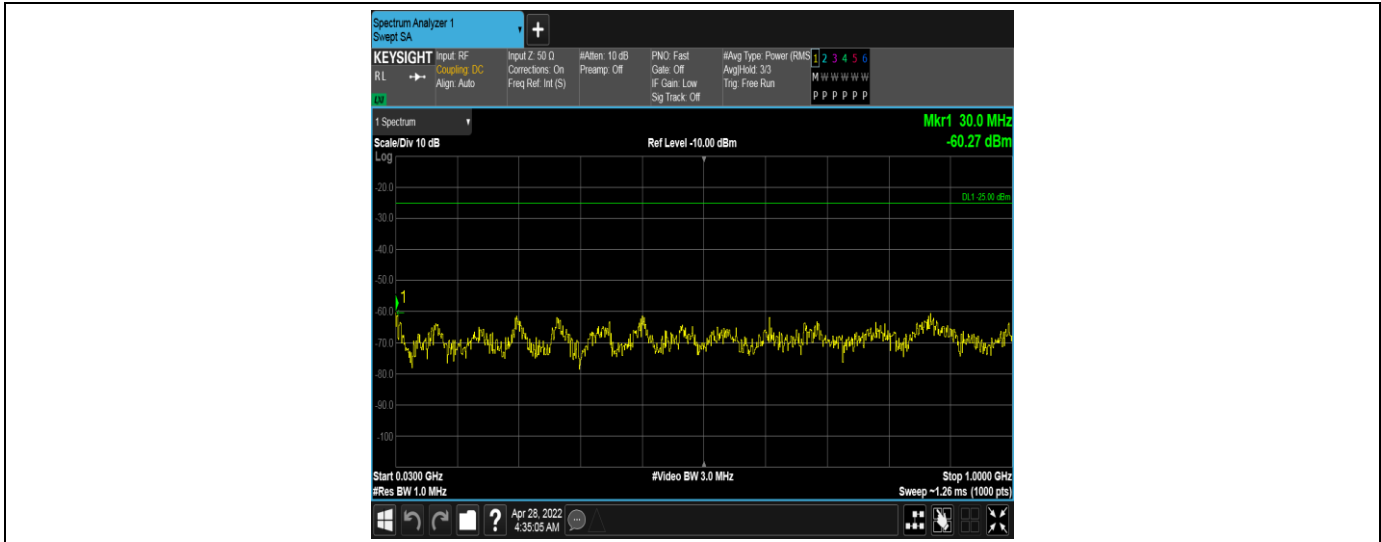 Spectrum Analyzer 1
Swept SA
+
KEYSIGHT
RL
Input: RF
Coupling: DC
Align: Auto
Input Z: 50 Ω
Corrections: On
Freq Ref: Int (S)
#Atten: 10 dB
Preamp: Off
PNO: Fast
Gate: Off
IF Gain: Low
Sig Track: Off
#Avg Type: Power (RMS
Avg|Hold: 3/3
Trig: Free Run
1 2 3 4 5 6
M W W W W W
P P P P P P
1 Spectrum
Mkr1 30.0 MHz
Scale/Div 10 dB
Ref Level -10.00 dBm
-60.27 dBm
Log
-20.0
DL1 -25.00 dBm
-30.0
-40.0
-50.0
1
-60.0
-70.0
-80.0
-90.0
-100
Start 0.0300 GHz
#Video BW 3.0 MHz
Stop 1.0000 GHz
#Res BW 1.0 MHz
Sweep ~1.26 ms (1000 pts)
?
Apr 28, 2022
4:35:05 AM